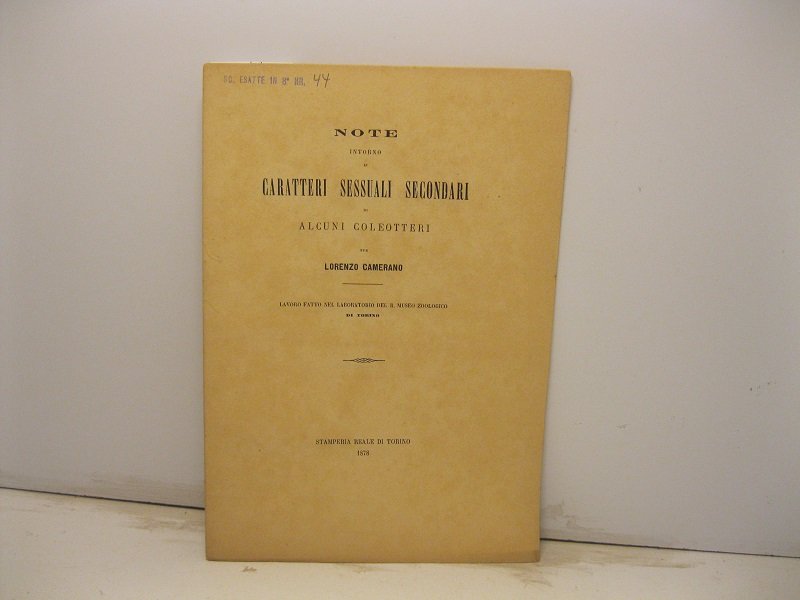 SC. ESATTE IN 8° NR. 44
NOTE
INTORNO
AI
CARATTERI SESSUALI SECONDARI
DI
ALCUNI COLEOTTERI
PER
LORENZO CAMERANO
LAVORO FATTO NEL LABORATORIO DEL R. MUSEO ZOOLOGICO
DI TORINO
STAMPERIA REALE DI TORINO
1878